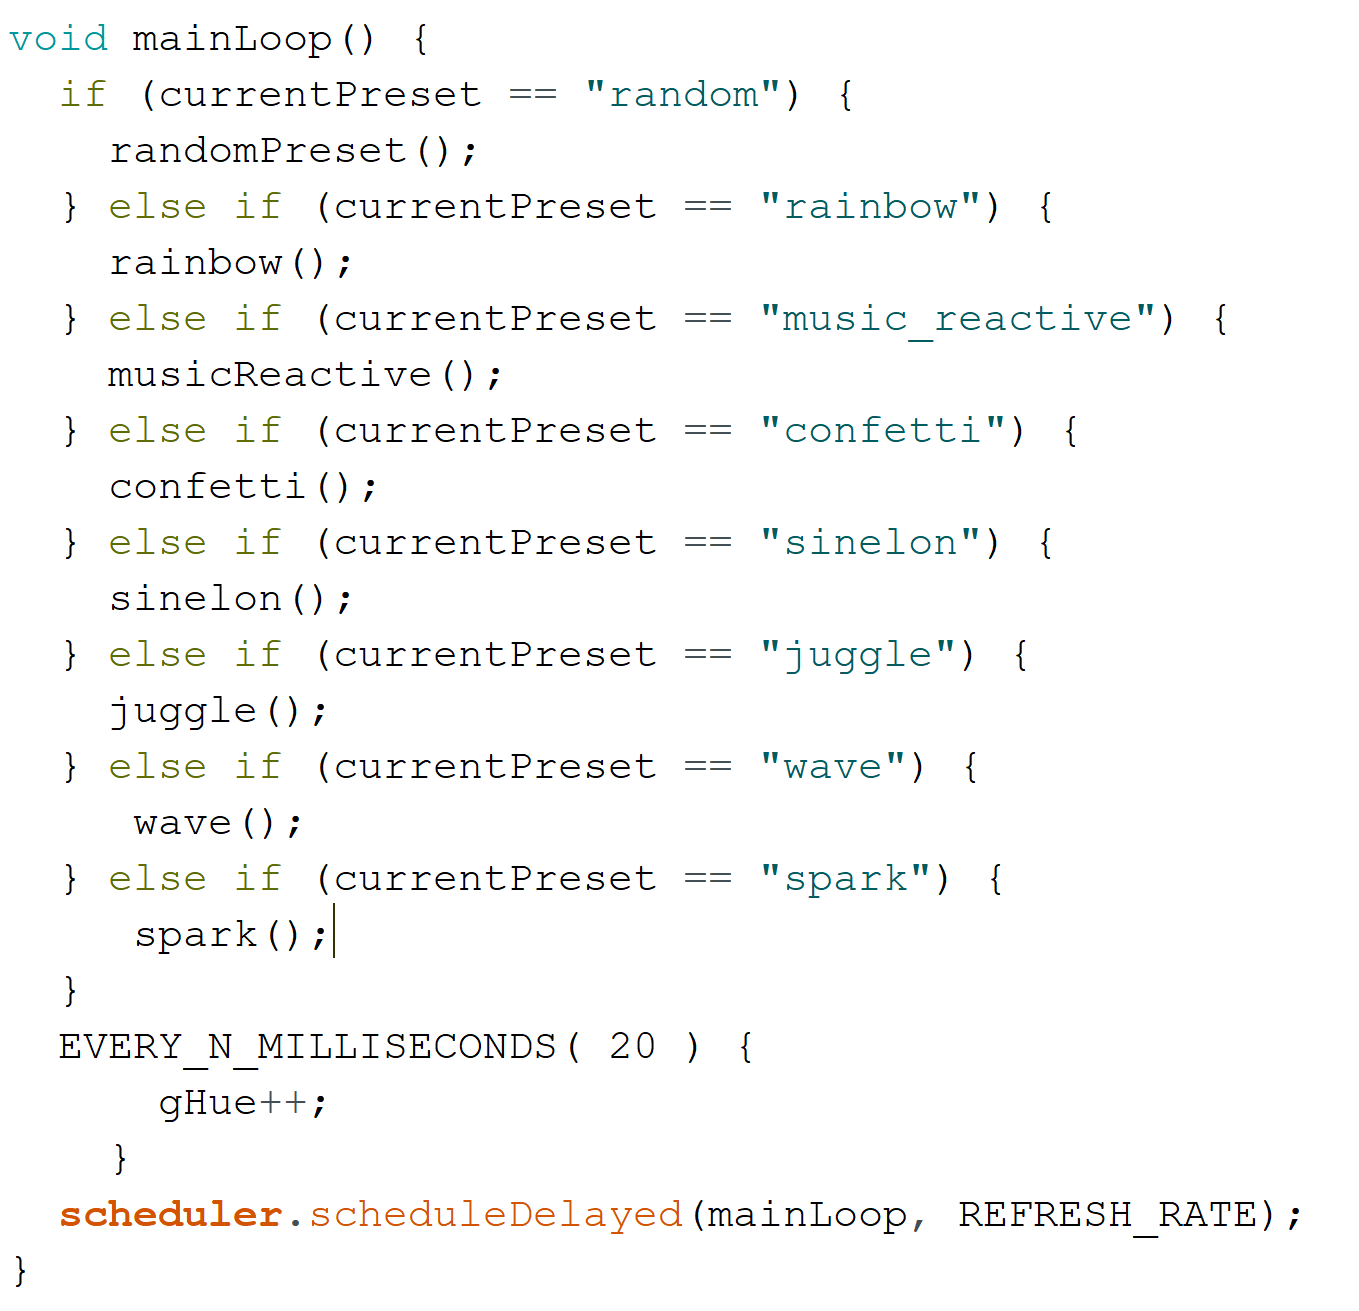 void mainLoop() {
  if (currentPreset == "random") {
    randomPreset();
  } else if (currentPreset == "rainbow") {
    rainbow();
  } else if (currentPreset == "music_reactive") {
    musicReactive();
  } else if (currentPreset == "confetti") {
    confetti();
  } else if (currentPreset == "sinelon") {
    sinelon();
  } else if (currentPreset == "juggle") {
    juggle();
  } else if (currentPreset == "wave") {
     wave();
  } else if (currentPreset == "spark") {
     spark();
  }
  EVERY_N_MILLISECONDS( 20 ) {
      gHue++;
    }
  scheduler.scheduleDelayed(mainLoop, REFRESH_RATE);
}